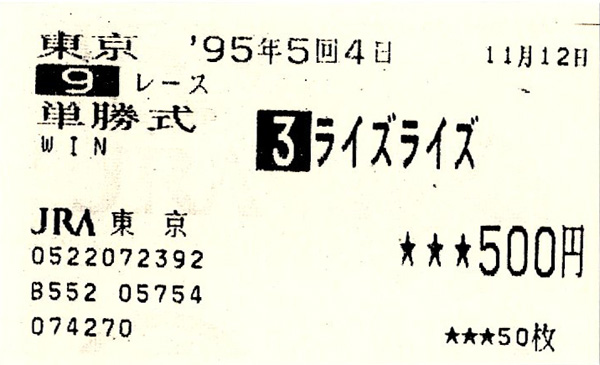 東京 '95年5回4日 11月12日
9 レース
単勝式
WIN
3 ライズライズ
JRA 東京
0522072392
B552 05754
074270
★★★500円
★★★50枚